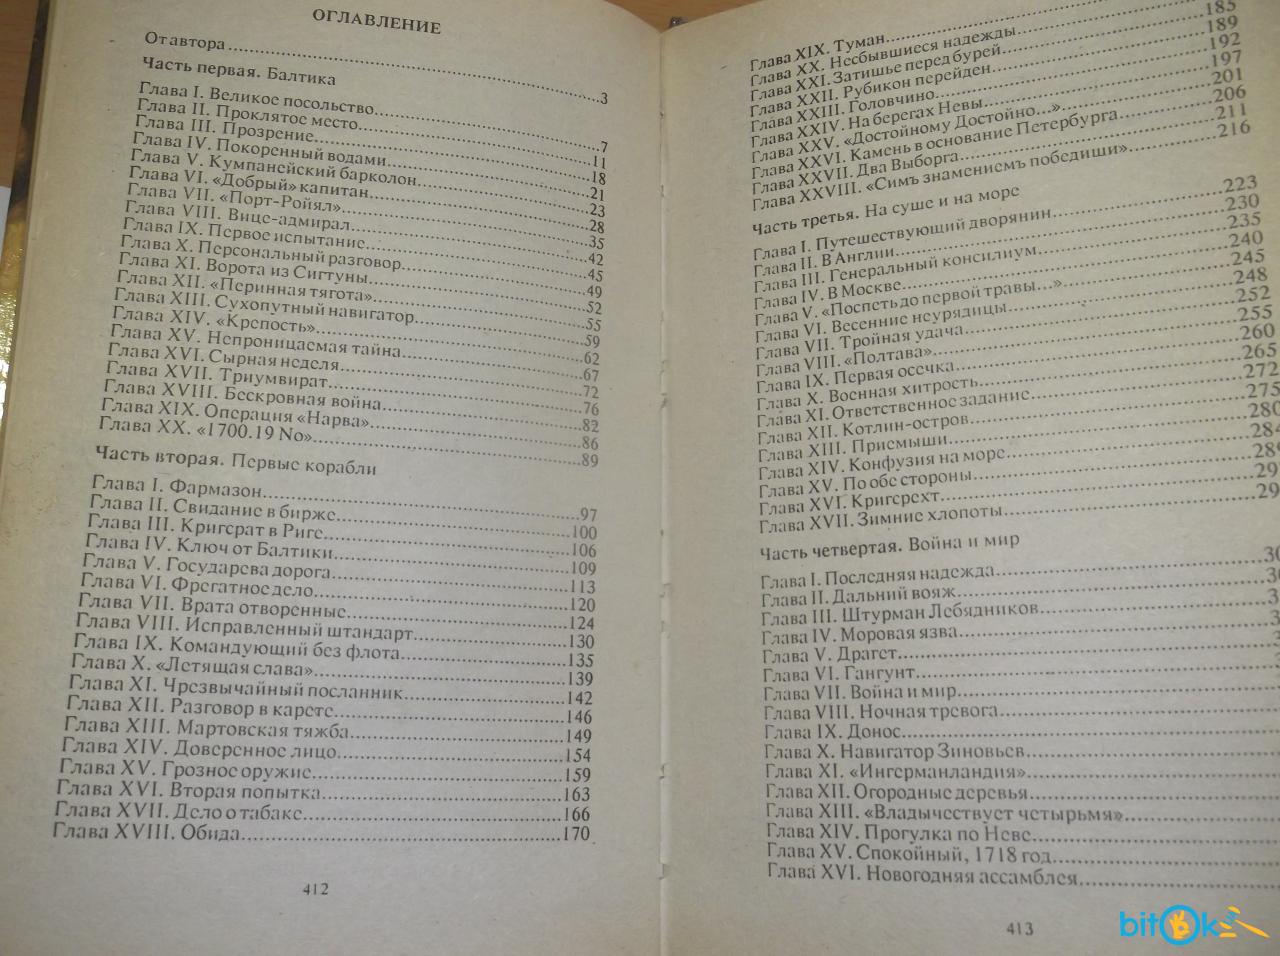 ОГЛАВЛЕНИЕ
От автора 3
Часть первая. Балтика
Глава I. Великое посольство 7
Глава II. Проклятое место 11
Глава III. Прозрение 18
Глава IV. Покоренный водами 21
Глава V. Кумпанейский барколон 23
Глава VI. «Добрый» капитан 28
Глава VII. «Порт-Ройял» 35
Глава VIII. Вице-адмирал 42
Глава IX. Первое испытание 45
Глава X. Персональный разговор 49
Глава XI. Ворота из Сигтуны 52
Глава XII. «Перинная тягота» 55
Глава XIII. Сухопутный навигатор 59
Глава XIV. «Крепость» 62
Глава XV. Непроницаемая тайна 67
Глава XVI. Сырная неделя 72
Глава XVII. Триумвират 76
Глава XVIII. Бескровная война 82
Глава XIX. Операция «Нарва» 86
Глава XX. «1700.19 No» 89
Часть вторая. Первые корабли
Глава I. Фармазон 97
Глава II. Свидание в бирже 100
Глава III. Кригсрат в Риге 106
Глава IV. Ключ от Балтики 109
Глава V. Государева дорога 113
Глава VI. Фрегатное дело 120
Глава VII. Врата отворенные 124
Глава VIII. Исправленный штандарт 130
Глава IX. Командующий без флота 135
Глава X. «Летящая слава» 139
Глава XI. Чрезвычайный посланник 142
Глава XII. Разговор в карете 146
Глава XIII. Мартовская тяжба 149
Глава XIV. Доверенное лицо 154
Глава XV. Грозное оружие 159
Глава XVI. Вторая попытка 163
Глава XVII. Дело о табаке 166
Глава XVIII. Обида 170
412
Глава XIX. Туман
Глава XX. Несбывшиеся надежды 185
Глава XXI. Затишье перед бурей 189
Глава XXII. Рубикон перейден 192
Глава XXIII. Головчино 197
Глава XXIV. На берегах Невы 201
Глава XXV. «Достойному Достойно...» 206
Глава XXVI. Камень в основание Петербурга 211
Глава XXVII. Два Выборга 216
Глава XXVIII. «Симъ знамениемъ победиши»
Часть третья. На суше и на море
Глава I. Путешествующий дворянин 223
Глава II. В Англии 230
Глава III. Генеральный консилиум 235
Глава IV. В Москве 240
Глава V. «Поспеть до первой травы...» 245
Глава VI. Весенние неурядицы 248
Глава VII. Тройная удача 252
Глава VIII. «Полтава» 255
Глава IX. Первая осечка 260
Глава X. Военная хитрость 265
Глава XI. Ответственное задание 272
Глава XII. Котлин-остров 275
Глава XIII. Приемыши 280
Глава XIV. Конфузия на море 284
Глава XV. По обе стороны
Глава XVI. Кригсрехт
Глава XVII. Зимние хлопоты
Часть четвертая. Война и мир
Глава I. Последняя надежда
Глава II. Дальний вояж
Глава III. Штурман Лебядников
Глава IV. Моровая язва
Глава V. Драгет
Глава VI. Гангунт
Глава VII. Война и мир
Глава VIII. Ночная тревога
Глава IX. Донос
Глава X. Навигатор Зиновьев
Глава XI. «Ингерманландия»
Глава XII. Огородные деревья
Глава XIII. «Владычествует четырьмя»
Глава XIV. Прогулка по Неве
Глава XV. Спокойный, 1718 год
Глава XVI. Новогодняя ассамблея
413
bitOk